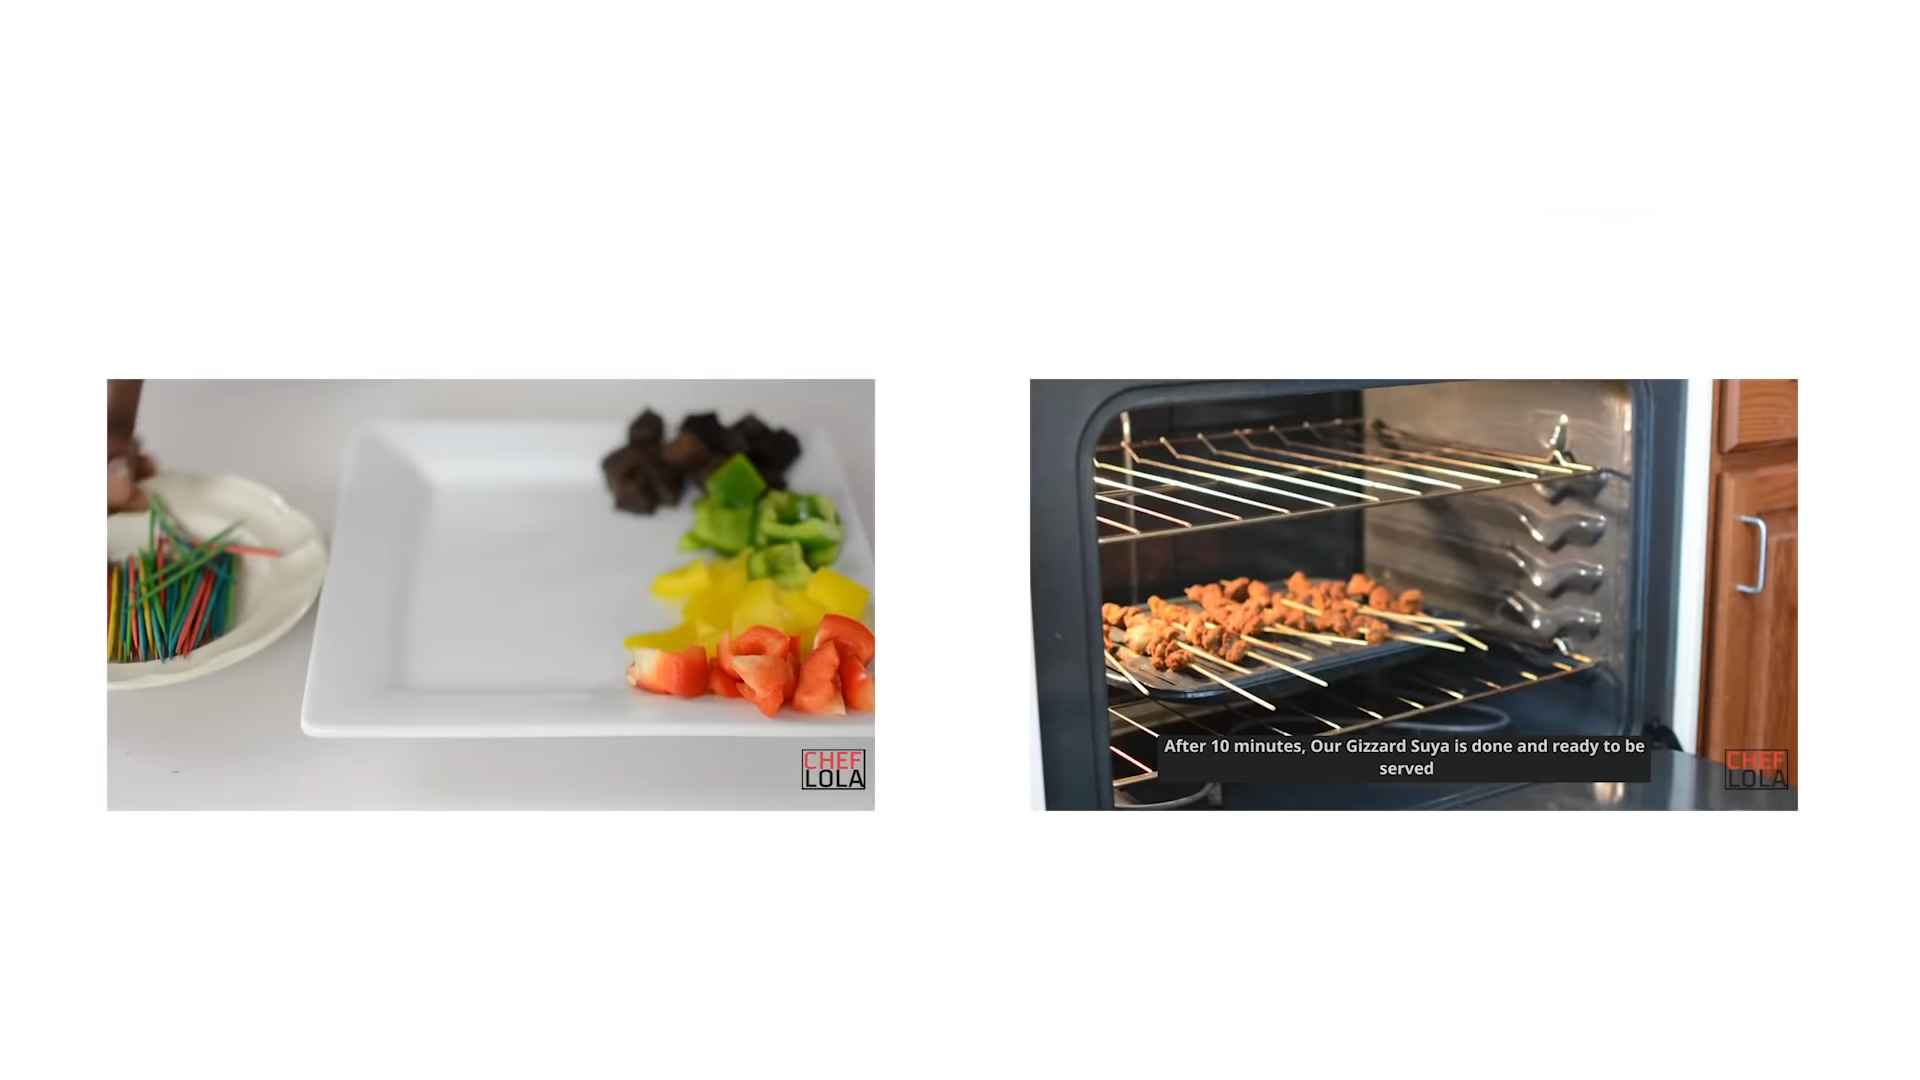 CHEF
LOLA
After 10 minutes, Our Gizzard Suya is done and ready to be
served
CHEF
LOLA